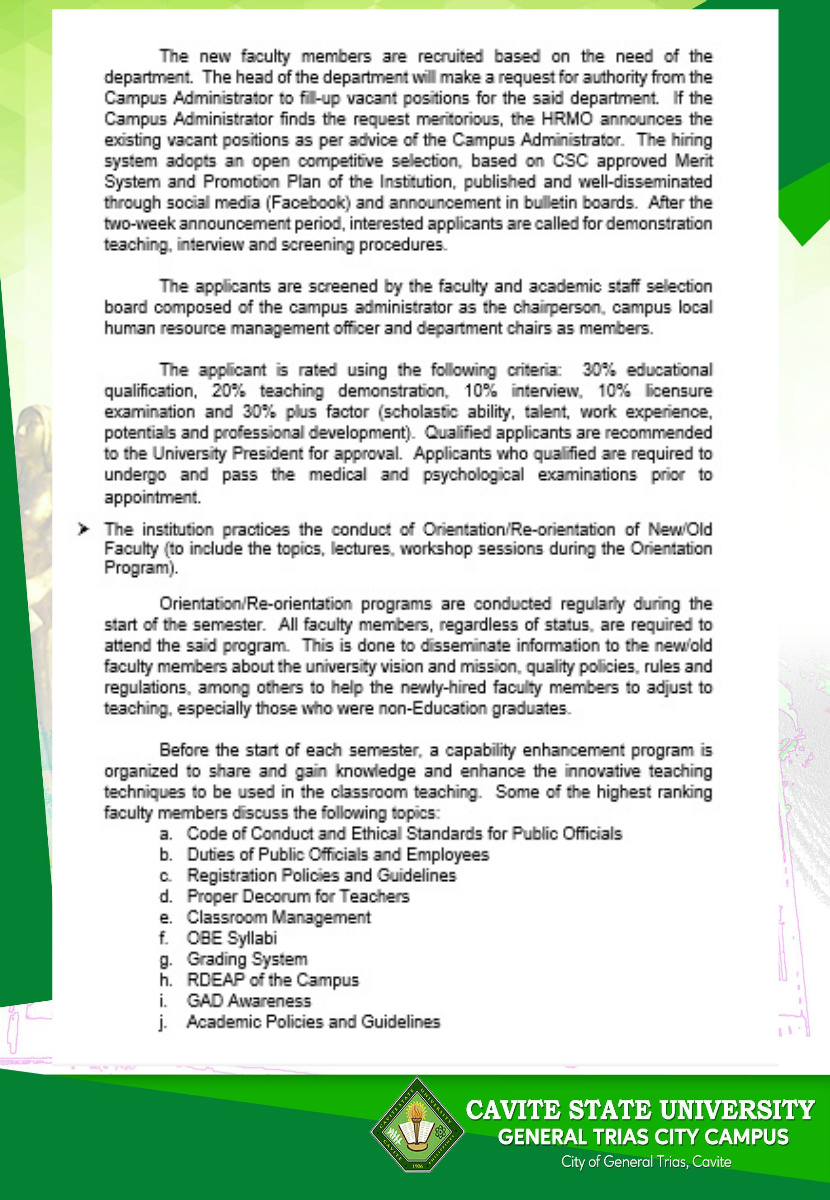 The new faculty members are recruited based on the need of the
department. The head of the department will make a request for authority from the
Campus Administrator to fill-up vacant positions for the said department. If the
Campus Administrator finds the request meritorious, the HRMO announces the
existing vacant positions as per advice of the Campus Administrator. The hiring
system adopts an open competitive selection, based on CSC approved Merit
System and Promotion Plan of the Institution, published and well-disseminated
through social media (Facebook) and announcement in bulletin boards. After the
two-week announcement period, interested applicants are called for demonstration
teaching, interview and screening procedures.
The applicants are screened by the faculty and academic staff selection
board composed of the campus administrator as the chairperson, campus local
human resource management officer and department chairs as members.
The applicant is rated using the following criteria: 30% educational
qualification, 20% teaching demonstration, 10% interview, 10% licensure
examination and 30% plus factor (scholastic ability, talent, work experience,
potentials and professional development). Qualified applicants are recommended
to the University President for approval. Applicants who qualified are required to
undergo and pass the medical and psychological examinations prior to
appointment.
➤ The institution practices the conduct of Orientation/Re-orientation of New/Old
Faculty (to include the topics, lectures, workshop sessions during the Orientation
Program).
Orientation/Re-orientation programs are conducted regularly during the
start of the semester. All faculty members, regardless of status, are required to
attend the said program. This is done to disseminate information to the new/old
faculty members about the university vision and mission, quality policies, rules and
regulations, among others to help the newly-hired faculty members to adjust to
teaching, especially those who were non-Education graduates.
Before the start of each semester, a capability enhancement program is
organized to share and gain knowledge and enhance the innovative teaching
techniques to be used in the classroom teaching. Some of the highest ranking
faculty members discuss the following topics:
a. Code of Conduct and Ethical Standards for Public Officials
b. Duties of Public Officials and Employees
c. Registration Policies and Guidelines
d. Proper Decorum for Teachers
e. Classroom Management
f. OBE Syllabi
g. Grading System
h. RDEAP of the Campus
i. GAD Awareness
j. Academic Policies and Guidelines
CAVITE STATE UNIVERSITY
GENERAL TRIAS CITY CAMPUS
City of General Trias, Cavite
1906